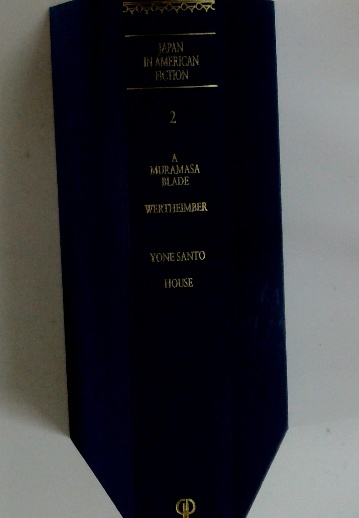 JAPAN
IN AMERICAN
FICTION
2
A
MURAMASA
BLADE
WERTHEIMBER
YONE SANTO
HOUSE